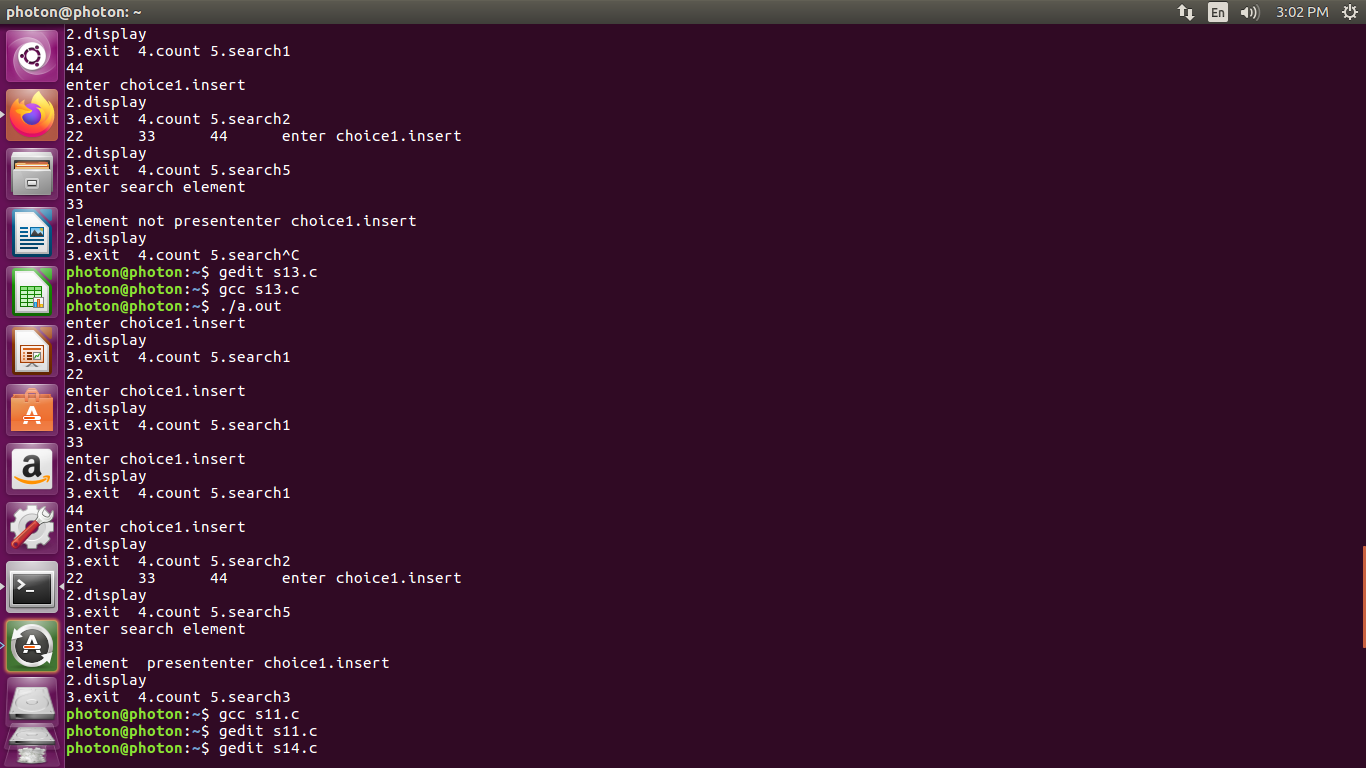 photon@photon: ~
En
3:02 PM
2.display
3.exit  4.count 5.search1
44
enter choice1.insert
2.display
3.exit  4.count 5.search2
22      33      44      enter choice1.insert
2.display
3.exit  4.count 5.search5
enter search element
33
element not presententer choice1.insert
2.display
3.exit  4.count 5.search^C
photon@photon:~$ gedit s13.c
photon@photon:~$ gcc s13.c
photon@photon:~$ ./a.out
enter choice1.insert
2.display
3.exit  4.count 5.search1
22
enter choice1.insert
2.display
3.exit  4.count 5.search1
33
enter choice1.insert
2.display
3.exit  4.count 5.search1
44
enter choice1.insert
2.display
3.exit  4.count 5.search2
22      33      44      enter choice1.insert
2.display
3.exit  4.count 5.search5
enter search element
33
element  presententer choice1.insert
2.display
3.exit  4.count 5.search3
photon@photon:~$ gcc s11.c
photon@photon:~$ gedit s11.c
photon@photon:~$ gedit s14.c